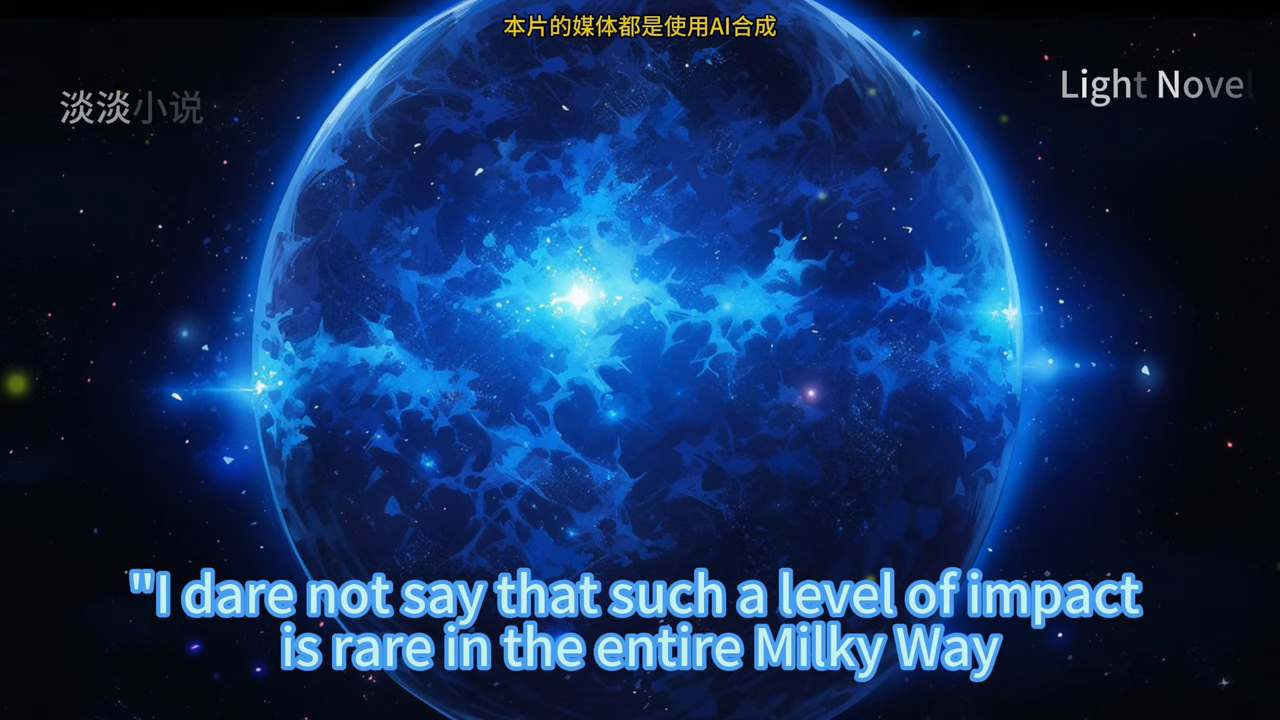 本片的媒体都是使用AI合成
淡淡小说
Light Novel
"I dare not say that such a level of impact
is rare in the entire Milky Way